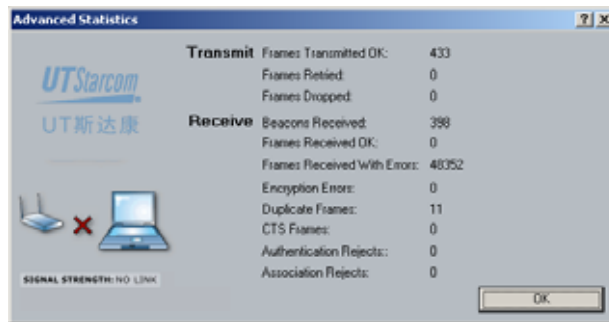 Advanced Statistics
Transmit Frames Transmitted OK: 433
Frames Retried: 0
Frames Dropped: 0
UTStarcom
UT斯达康
Receive Beacons Received: 398
Frames Received OK: 0
Frames Received With Errors: 48352
Encryption Errors: 0
Duplicate Frames: 11
CTS Frames: 0
Authentication Rejects:: 0
Association Rejects: 0
SIGNAL STRENGTH: NO LINK
OK